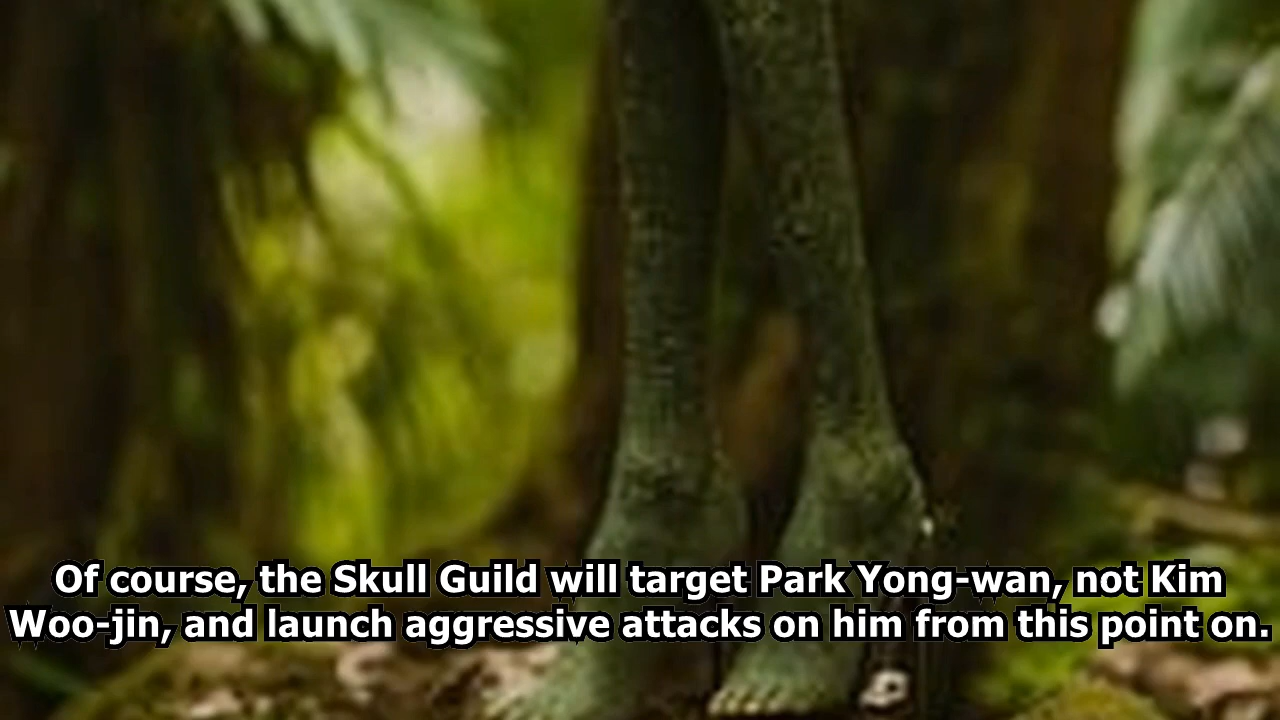 Of course, the Skull Guild will target Park Yong-wan, not Kim
Woo-jin, and launch aggressive attacks on him from this point on.